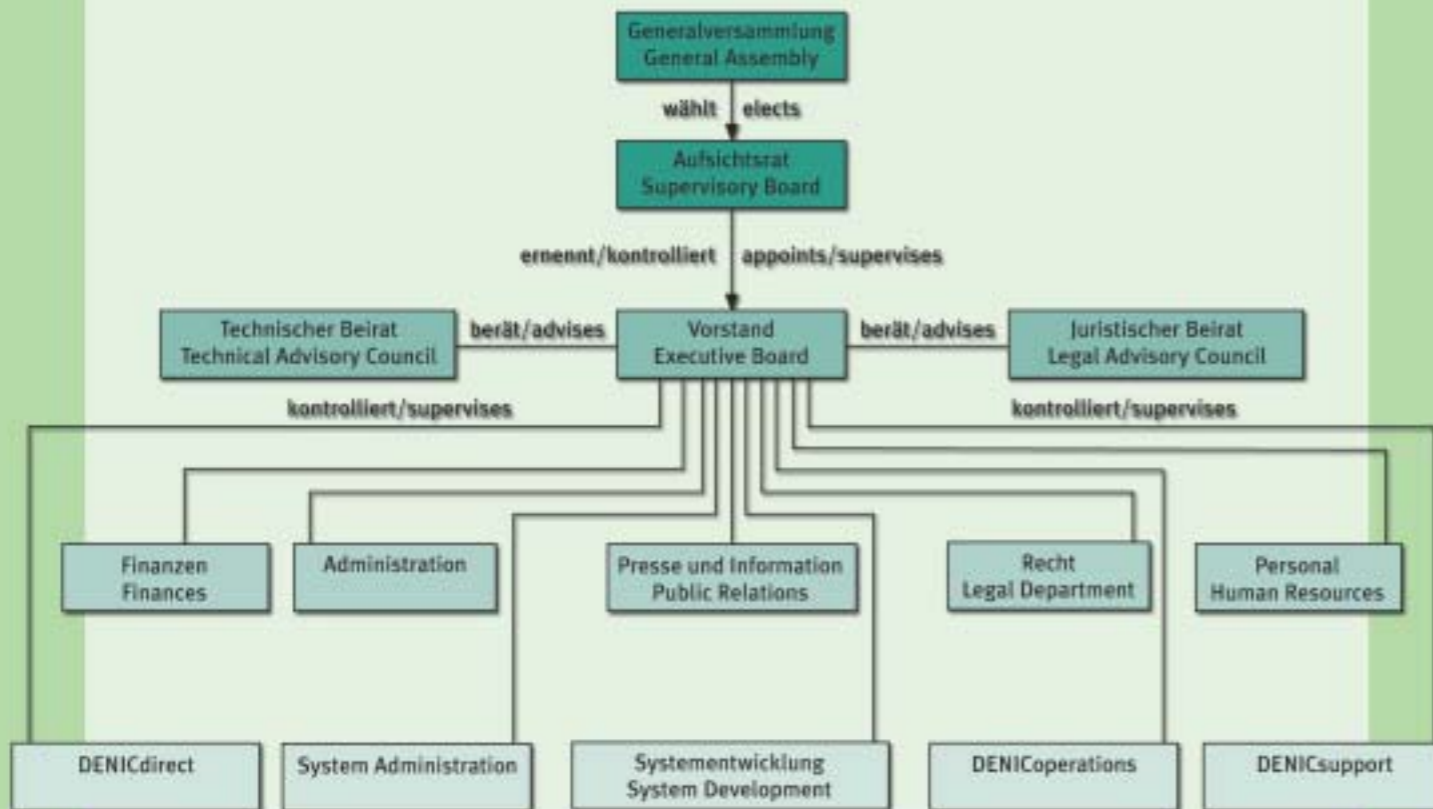 Generalversammlung
General Assembly
wählt elects
Aufsichtsrat
Supervisory Board
ernennt/kontrolliert appoints/supervises
Technischer Beirat
Technical Advisory Council
berät/advises
Vorstand
Executive Board
berät/advises
Juristischer Beirat
Legal Advisory Council
kontrolliert/supervises
kontrolliert/supervises
Finanzen
Finances
Administration
Presse und Information
Public Relations
Recht
Legal Department
Personal
Human Resources
DENICdirect
System Administration
Systementwicklung
System Development
DENICoperations
DENICsupport